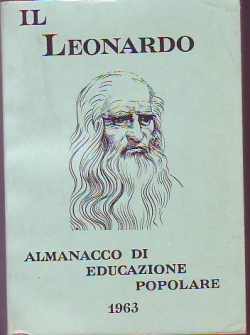 IL
LEONARDO
ALMANACCO DI
EDUCAZIONE
POPOLARE
1963